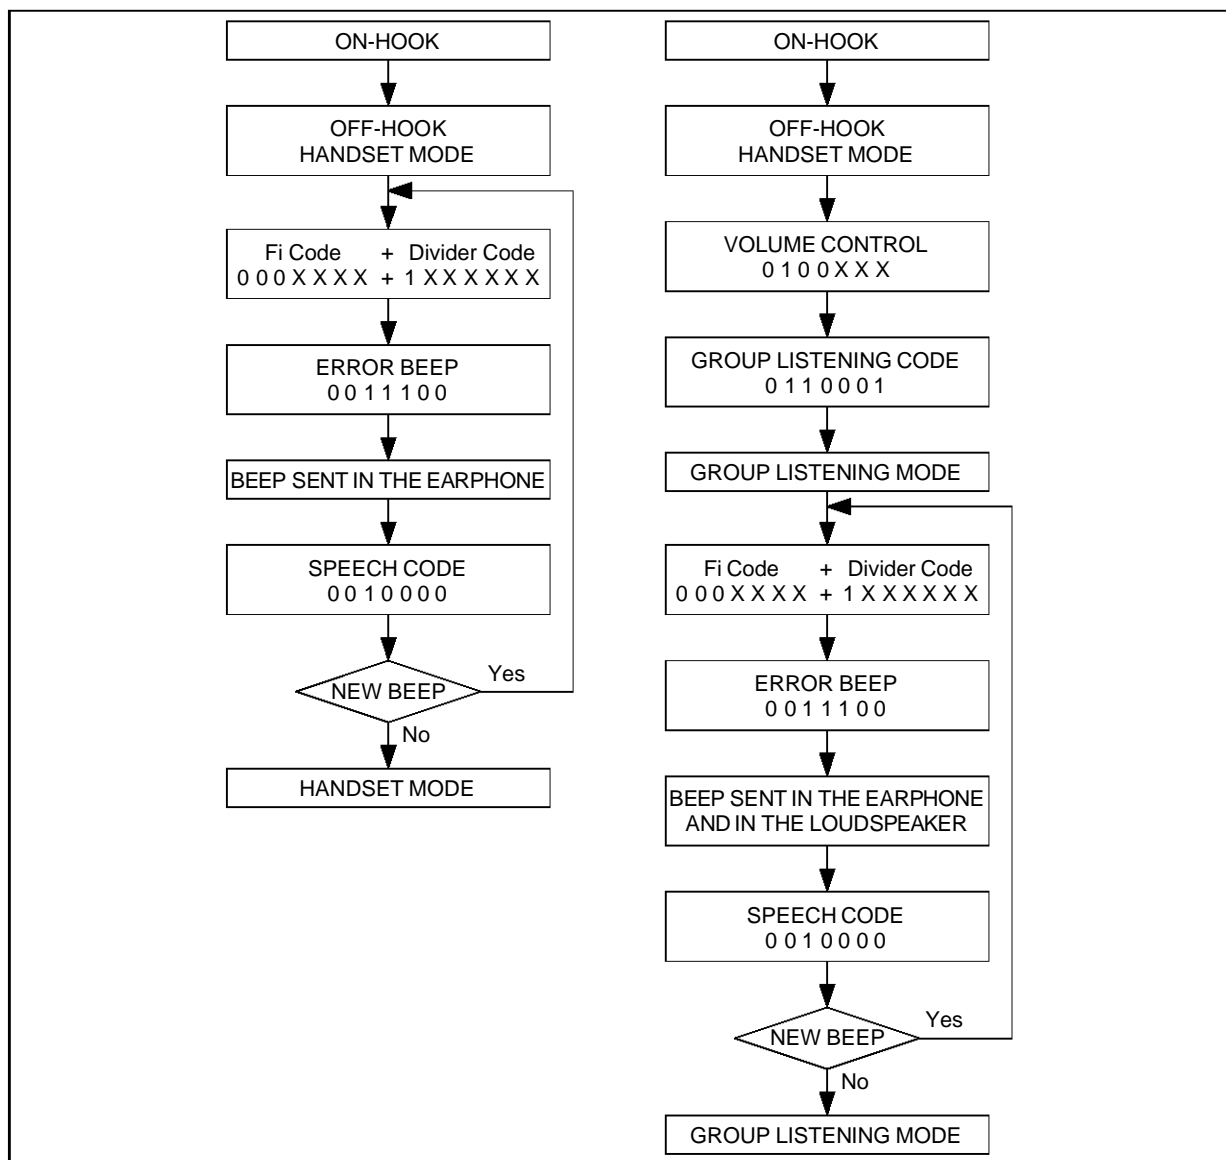 ON-HOOK
OFF-HOOK
HANDSET MODE
Fi Code + Divider Code
0 0 0 X X X X + 1 X X X X X X
ERROR BEEP
0 0 1 1 1 0 0
BEEP SENT IN THE EARPHONE
SPEECH CODE
0 0 1 0 0 0 0
NEW BEEP
Yes
No
HANDSET MODE
ON-HOOK
OFF-HOOK
HANDSET MODE
VOLUME CONTROL
0 1 0 0 X X X
GROUP LISTENING CODE
0 1 1 0 0 0 1
GROUP LISTENING MODE
Fi Code + Divider Code
0 0 0 X X X X + 1 X X X X X X
ERROR BEEP
0 0 1 1 1 0 0
BEEP SENT IN THE EARPHONE
AND IN THE LOUDSPEAKER
SPEECH CODE
0 0 1 0 0 0 0
NEW BEEP
Yes
No
GROUP LISTENING MODE